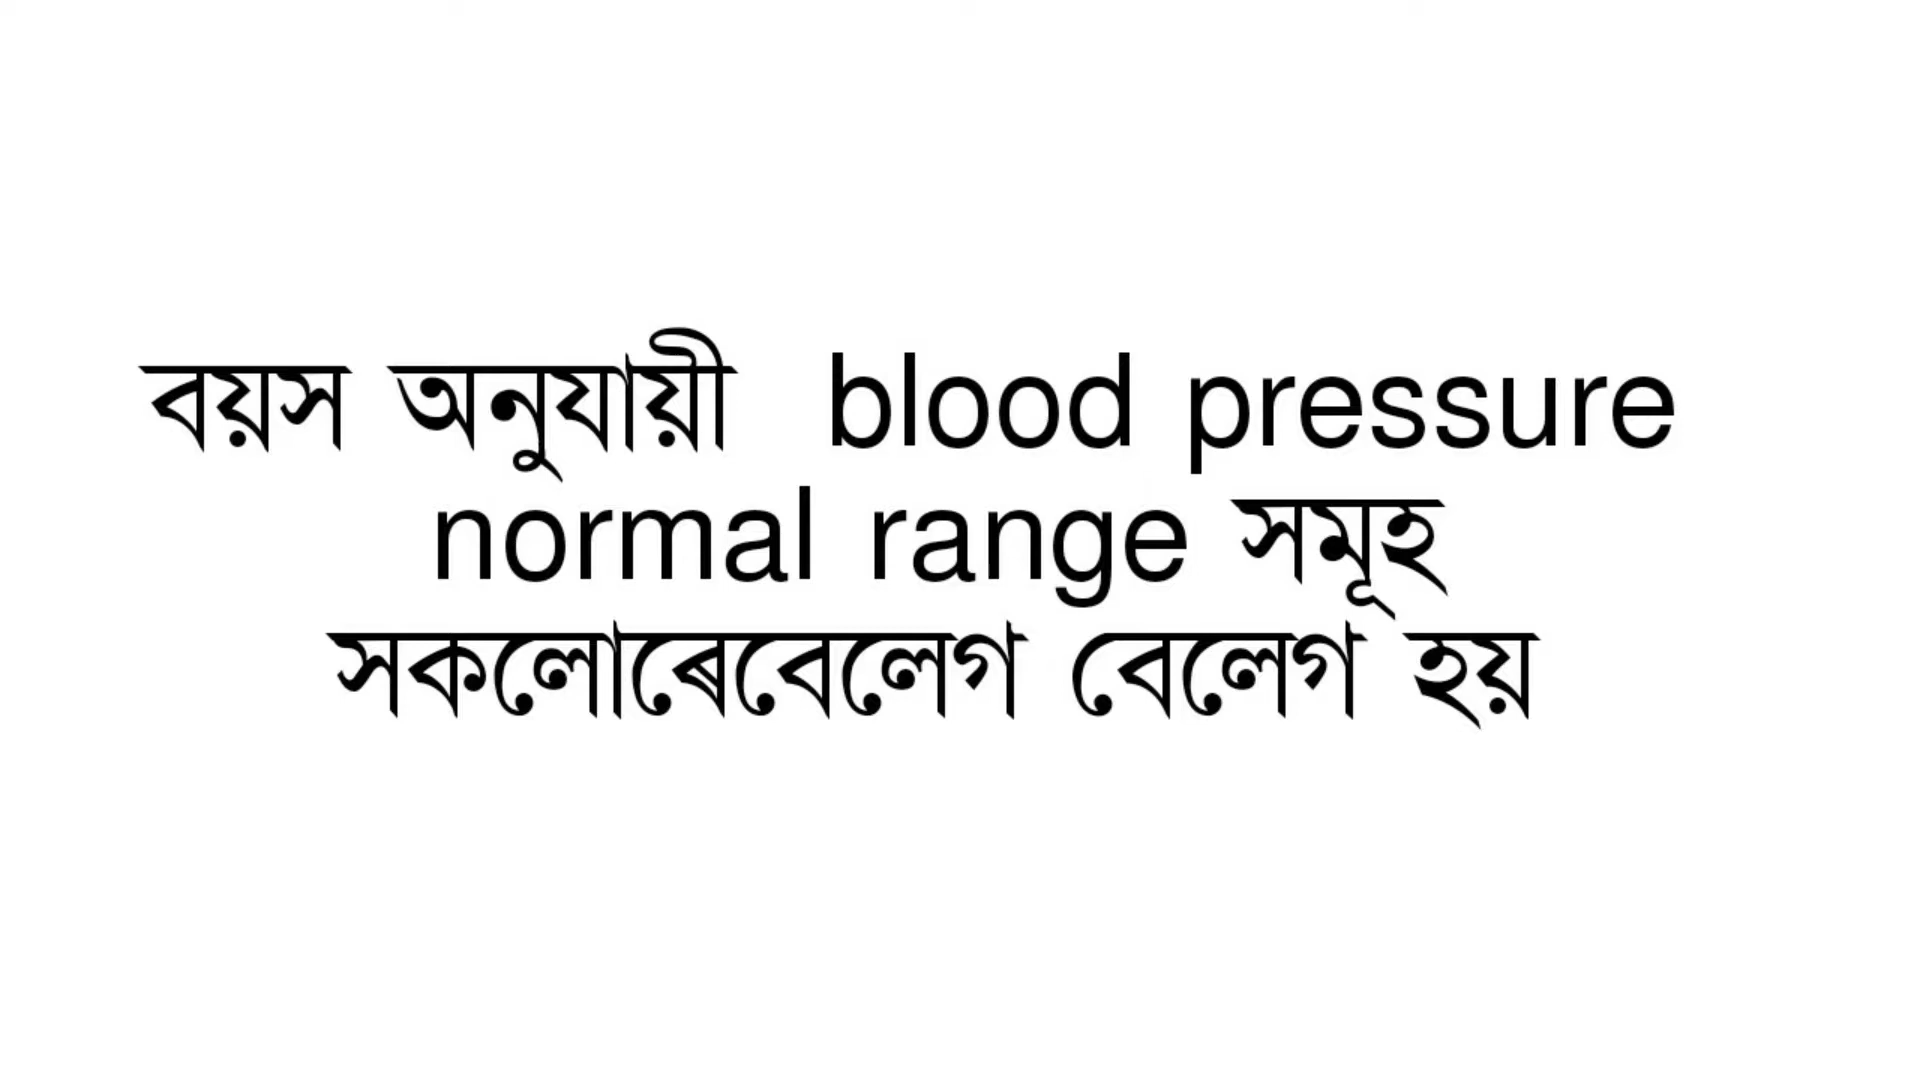 বয়স অনুযায়ী blood pressure
normal range সমূহ
সকলোৰেবেলেগ বেলেগ হয়